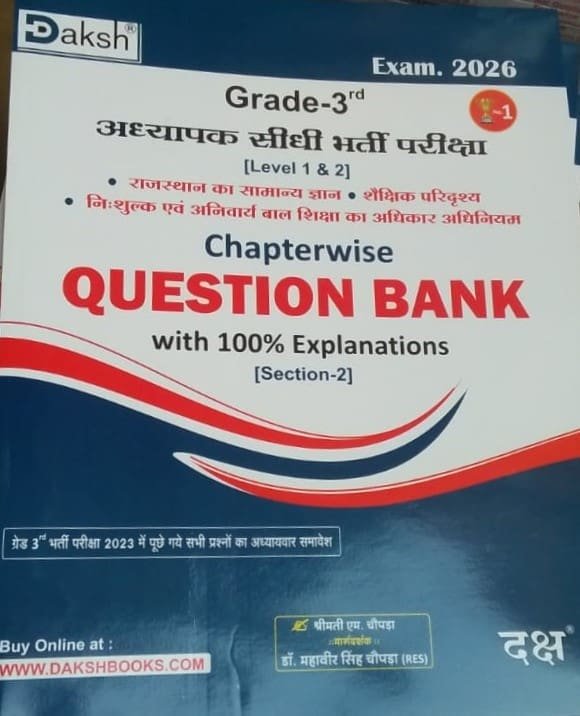 Daksh®
Exam. 2026
Grade-3rd
अध्यापक सीधी भर्ती परीक्षा
[Level 1 & 2]
• राजस्थान का सामान्य ज्ञान • शैक्षिक परिदृश्य
• निःशुल्क एवं अनिवार्य बाल शिक्षा का अधिकार अधिनियम
Chapterwise
QUESTION BANK
with 100% Explanations
[Section-2]
ग्रेड 3rd भर्ती परीक्षा 2023 में पूछे गये सभी प्रश्नों का अध्यायवार समावेश
श्रीमती एम. चौपड़ा
::मार्गदर्शक::
डॉ. महावीर सिंह चौपड़ा (RES)
Buy Online at :
WWW.DAKSHBOOKS.COM
दक्ष®